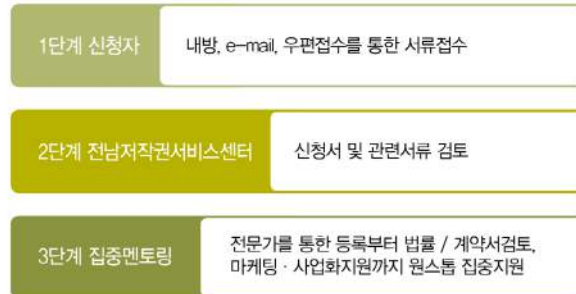 1단계 신청자
내방, e-mail, 우편접수를 통한 서류접수
2단계 전남저작권서비스센터
신청서 및 관련서류 검토
3단계 집중멘토링
전문가를 통한 등록부터 법률 / 계약서검토,
마케팅 · 사업화지원까지 원스톱 집중지원